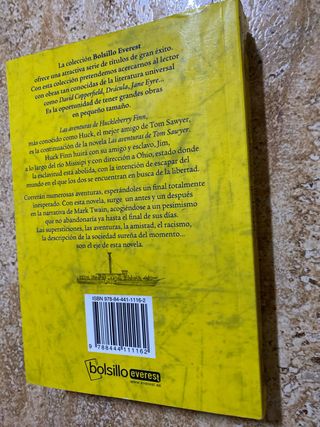 La colección Bolsillo Everest
ofrece una attractiva serie de títulos de gran éxito.
Con esta colección pretendemos acercarnos al lector
con obras tan conocidas de la literatura universal
como David Copperfield, Drácula, Jane Eyre...
Es la oportunidad de tener grandes obras
en pequeño tamaño.
Las aventuras de Huckleberry Finn,
más conocido como Huck, el mejor amigo de Tom Sawyer,
es la continuación de la novela Las aventuras de Tom Sawyer.
Huck Finn huirá con su amigo y esclavo, Jim,
a lo largo del río Misisipi y con dirección a Ohio, estado donde
la esclavitud está abolida, con la intención de escapar del
mundo en el que los dos se encuentran en busca de la libertad.
Correrán numerosas aventuras, esperándoles un final totalmente
inesperado. Con esta novela, surge un antes y un después
en la narrativa de Mark Twain, acogiéndose a un pesimismo
que no abandonaría ya hasta el final de sus días.
Las supersticiones, las aventuras, la amistad, el racismo,
la descripción de la sociedad sureña del momento...
son el eje de esta novela.
ISBN 978-84-441-1116-2
9 788444 111162
bolsillo everest
www.everest.es